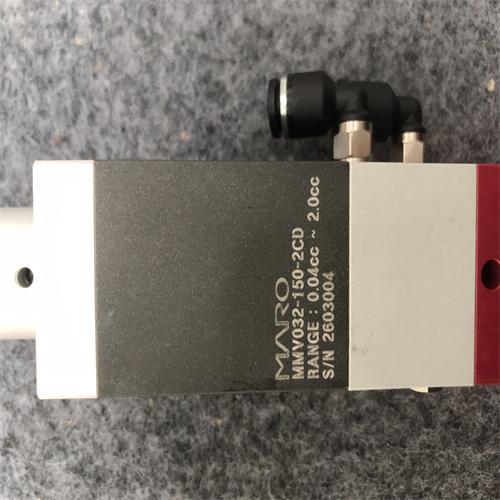 MARO
MMV032-150-2CD
RANGE : 0.04cc ~ 2.0cc
S/N 2603004